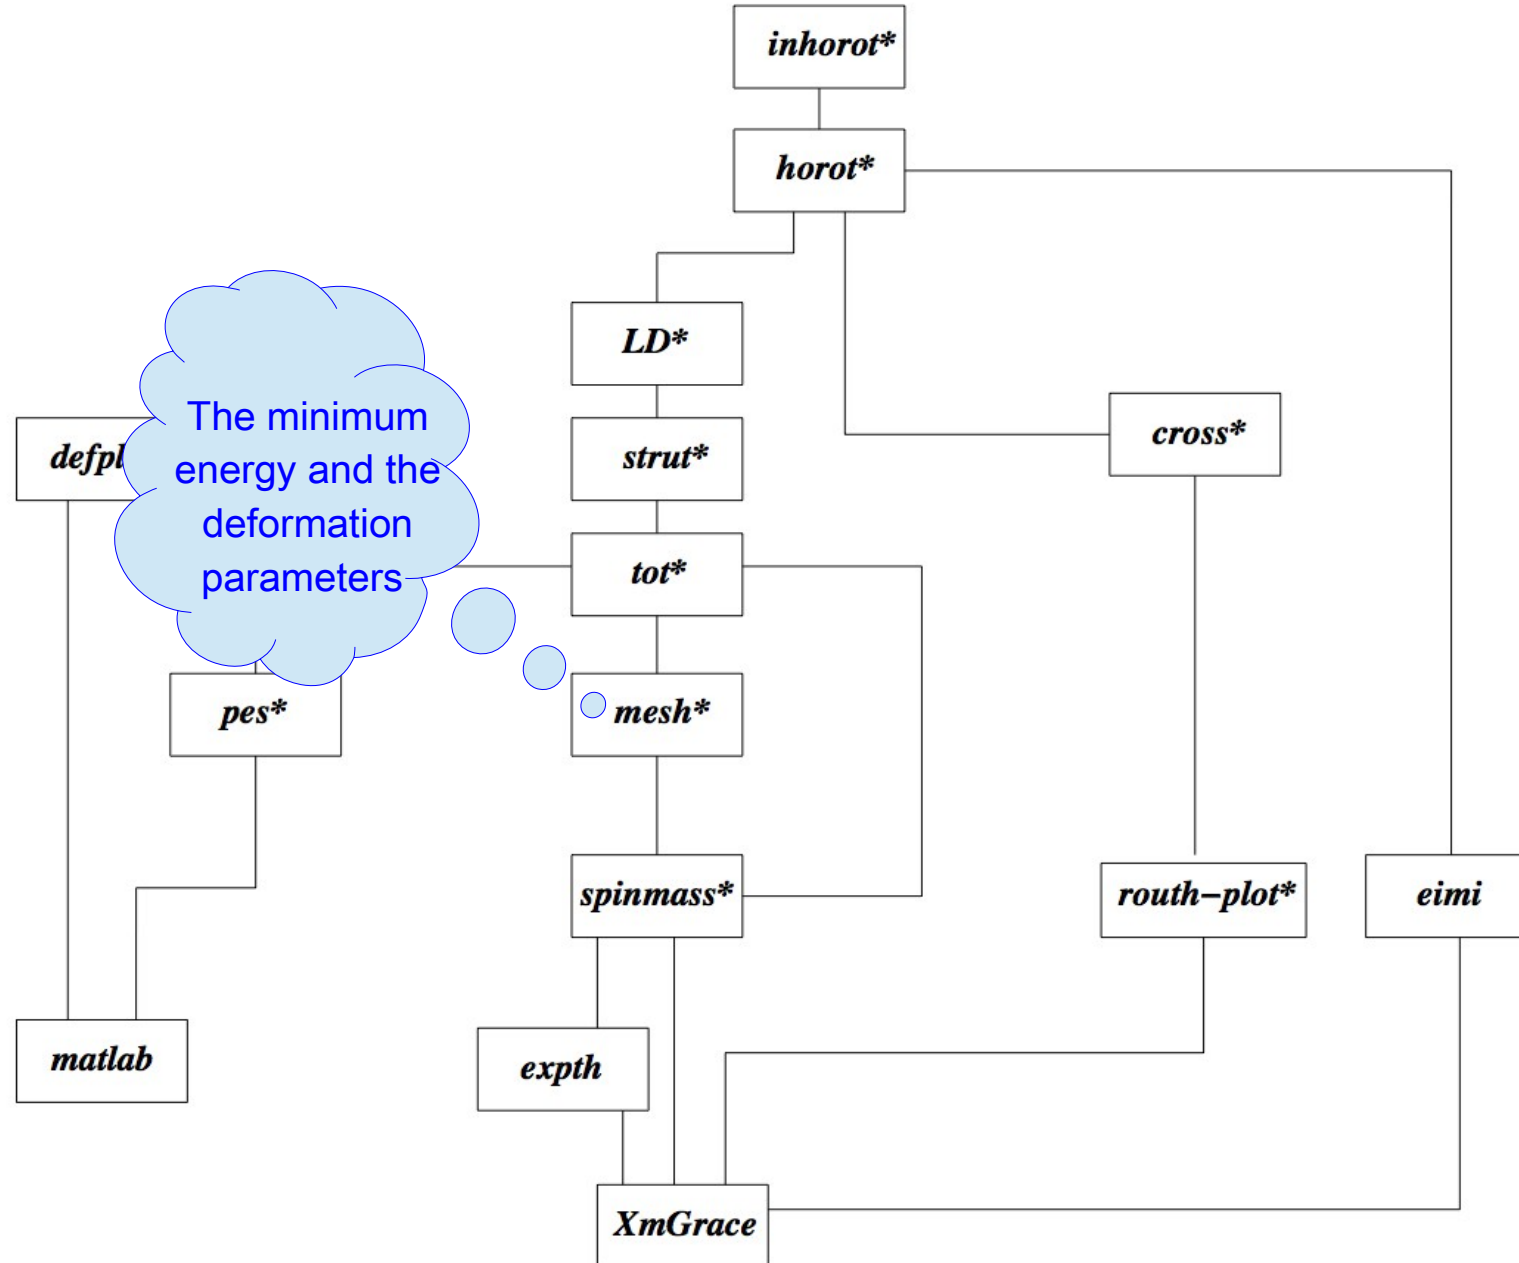 inhorot*
horot*
LD*
The minimum
energy and the
deformation
parameters
cross*
strut*
tot*
pes*
mesh*
spinmass*
routh−plot*
eimi
matlab
expth
XmGrace